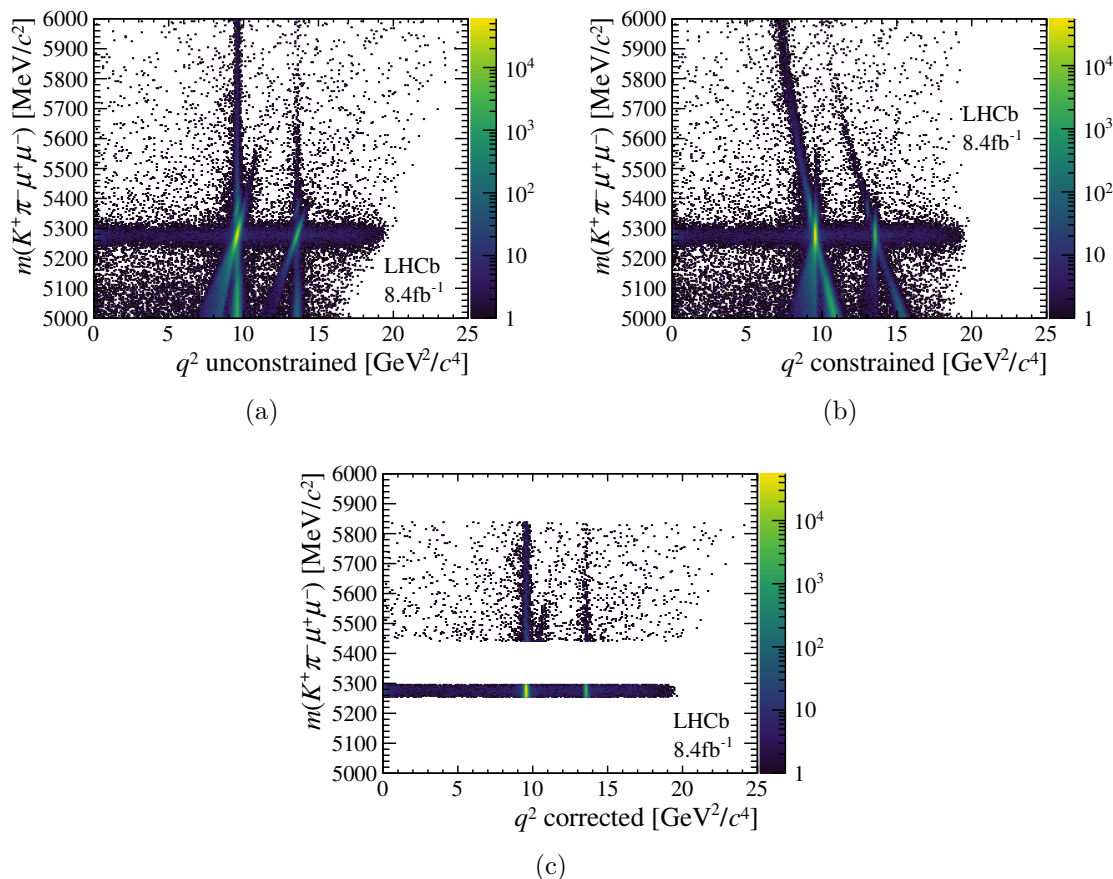 6000
5900
5800
5700
5600
5500
5400
5300
5200
5100
5000
m(K⁺π⁻μ⁺μ⁻) [MeV/c²]
LHCb
8.4fb⁻¹
0 5 10 15 20 25
q² unconstrained [GeV²/c⁴]
10⁴
10³
10²
10
1
(a)
6000
5900
5800
5700
5600
5500
5400
5300
5200
5100
5000
m(K⁺π⁻μ⁺μ⁻) [MeV/c²]
LHCb
8.4fb⁻¹
0 5 10 15 20 25
q² constrained [GeV²/c⁴]
10⁴
10³
10²
10
1
(b)
6000
5900
5800
5700
5600
5500
5400
5300
5200
5100
5000
m(K⁺π⁻μ⁺μ⁻) [MeV/c²]
LHCb
8.4fb⁻¹
0 5 10 15 20 25
q² corrected [GeV²/c⁴]
10⁴
10³
10²
10
1
(c)